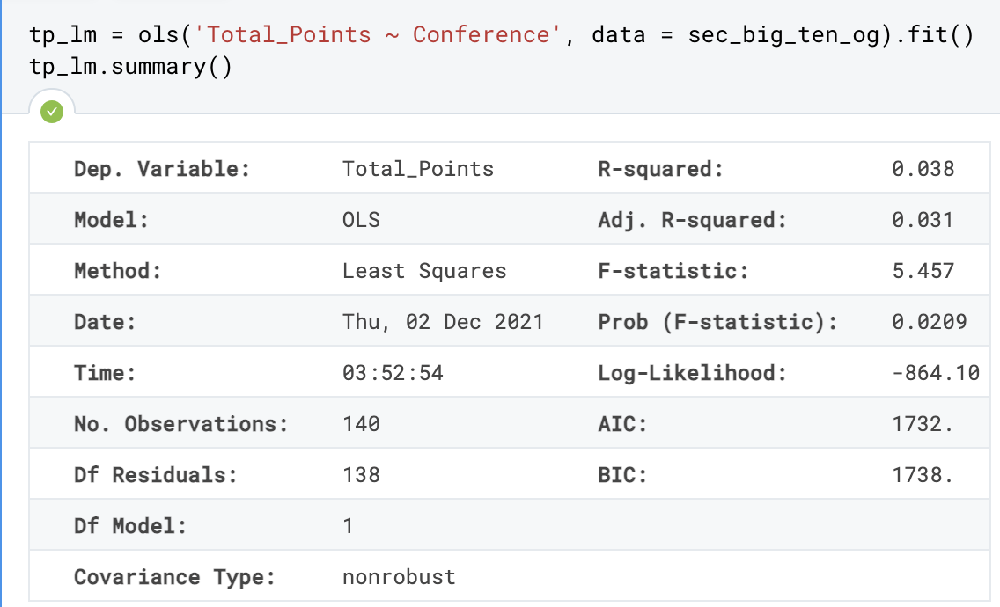 tp_lm = ols('Total_Points ~ Conference', data = sec_big_ten_og).fit()
tp_lm.summary()
Dep. Variable: Total_Points R-squared: 0.038
Model: OLS Adj. R-squared: 0.031
Method: Least Squares F-statistic: 5.457
Date: Thu, 02 Dec 2021 Prob (F-statistic): 0.0209
Time: 03:52:54 Log-Likelihood: -864.10
No. Observations: 140 AIC: 1732.
Df Residuals: 138 BIC: 1738.
Df Model: 1
Covariance Type: nonrobust